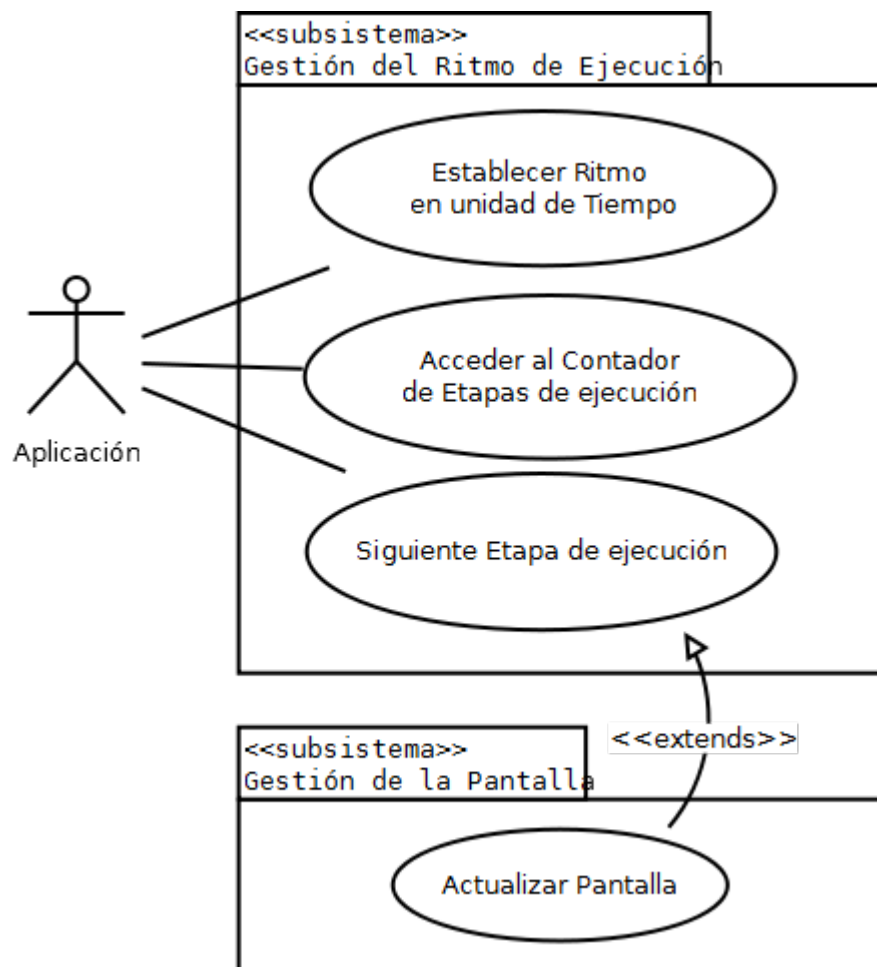 <<subsistema>>
Gestión del Ritmo de Ejecución
Establecer Ritmo
en unidad de Tiempo
Acceder al Contador
de Etapas de ejecución
Aplicación
Siguiente Etapa de ejecución
<<extends>>
<<subsistema>>
Gestión de la Pantalla
Actualizar Pantalla